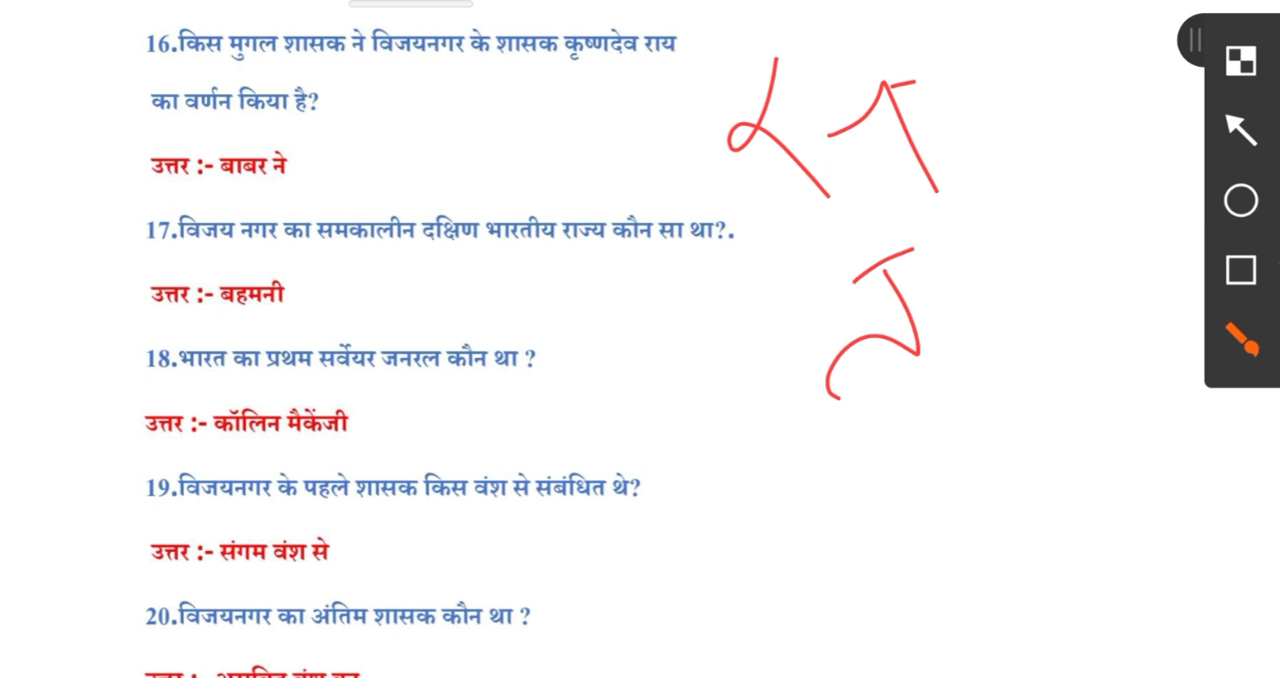 16.किस मुगल शासक ने विजयनगर के शासक कृष्णदेव राय
का वर्णन किया है?
उत्तर :- बाबर ने
17.विजय नगर का समकालीन दक्षिण भारतीय राज्य कौन सा था?.
उत्तर :- बहमनी
18.भारत का प्रथम सर्वेयर जनरल कौन था ?
उत्तर :- कॉलिन मैकेंजी
19.विजयनगर के पहले शासक किस वंश से संबंधित थे?
उत्तर :- संगम वंश से
20.विजयनगर का अंतिम शासक कौन था ?